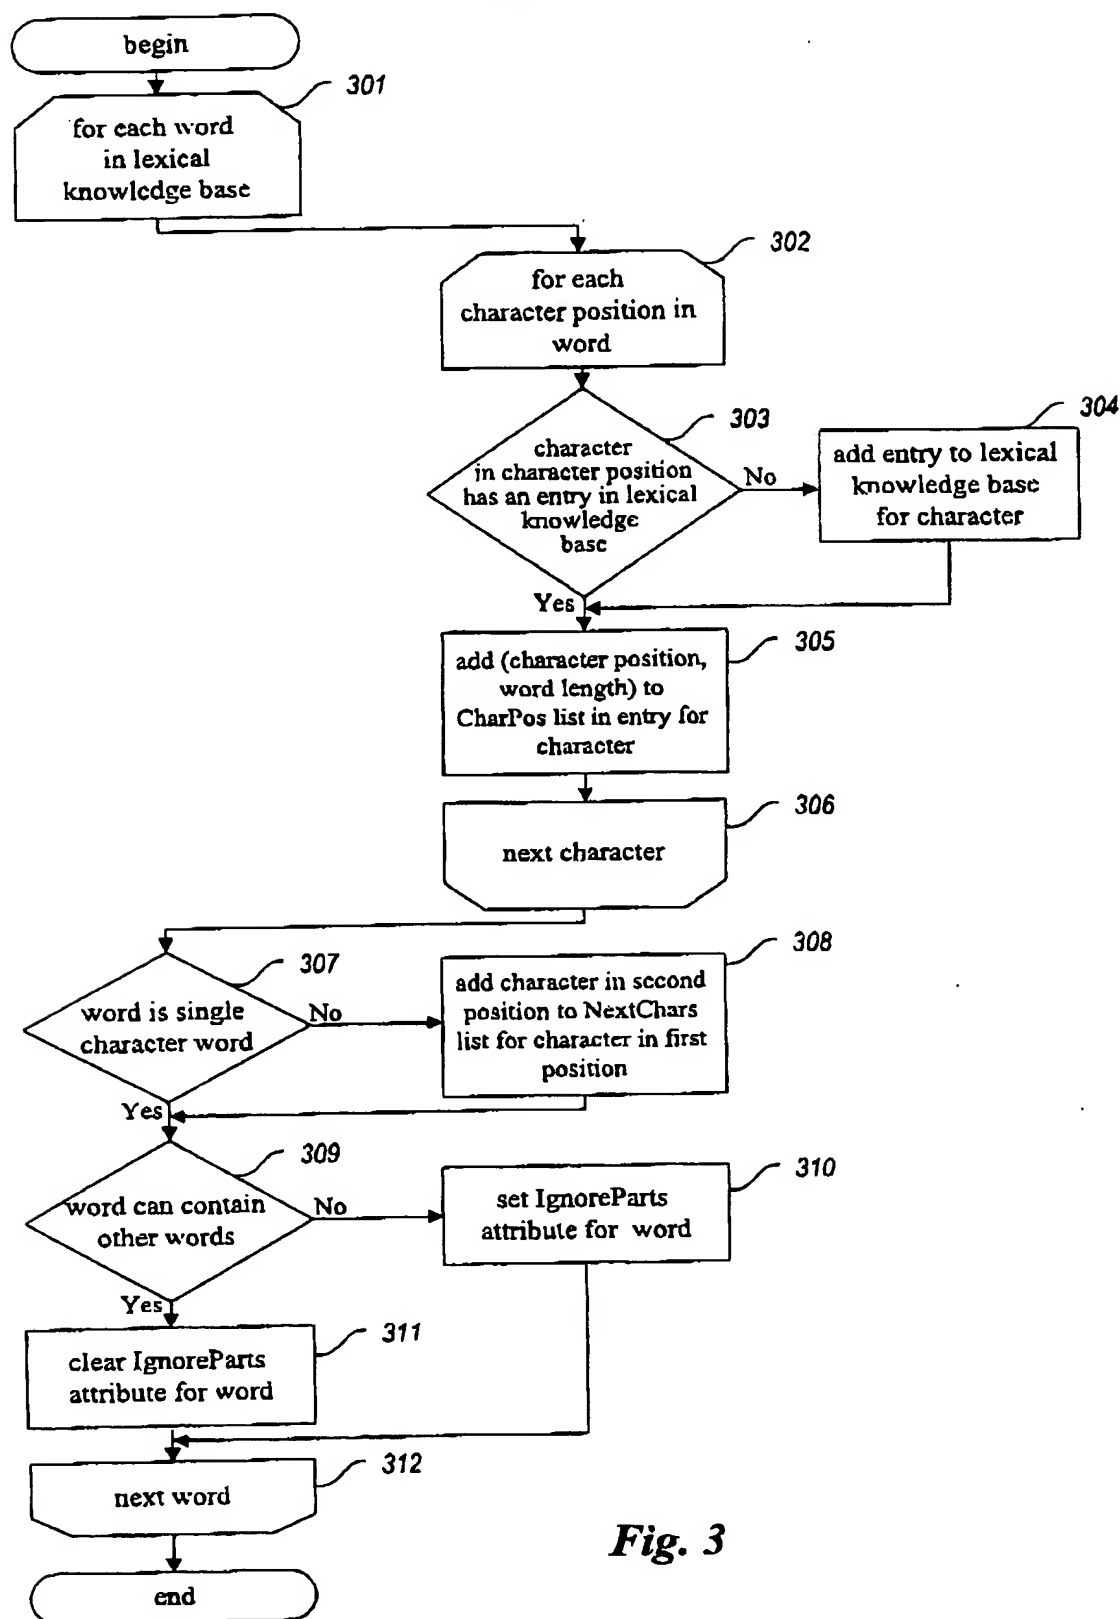 begin
301
for each word
in lexical
knowledge base
302
for each
character position in
word
303
character
in character position
has an entry in lexical
knowledge
base
No
304
add entry to lexical
knowledge base
for character
Yes
305
add (character position,
word length) to
CharPos list in entry for
character
306
next character
307
word is single
character word
No
308
add character in second
position to NextChars
list for character in first
position
Yes
309
word can contain
other words
No
310
set IgnoreParts
attribute for word
Yes
311
clear IgnoreParts
attribute for word
312
next word
end
Fig. 3